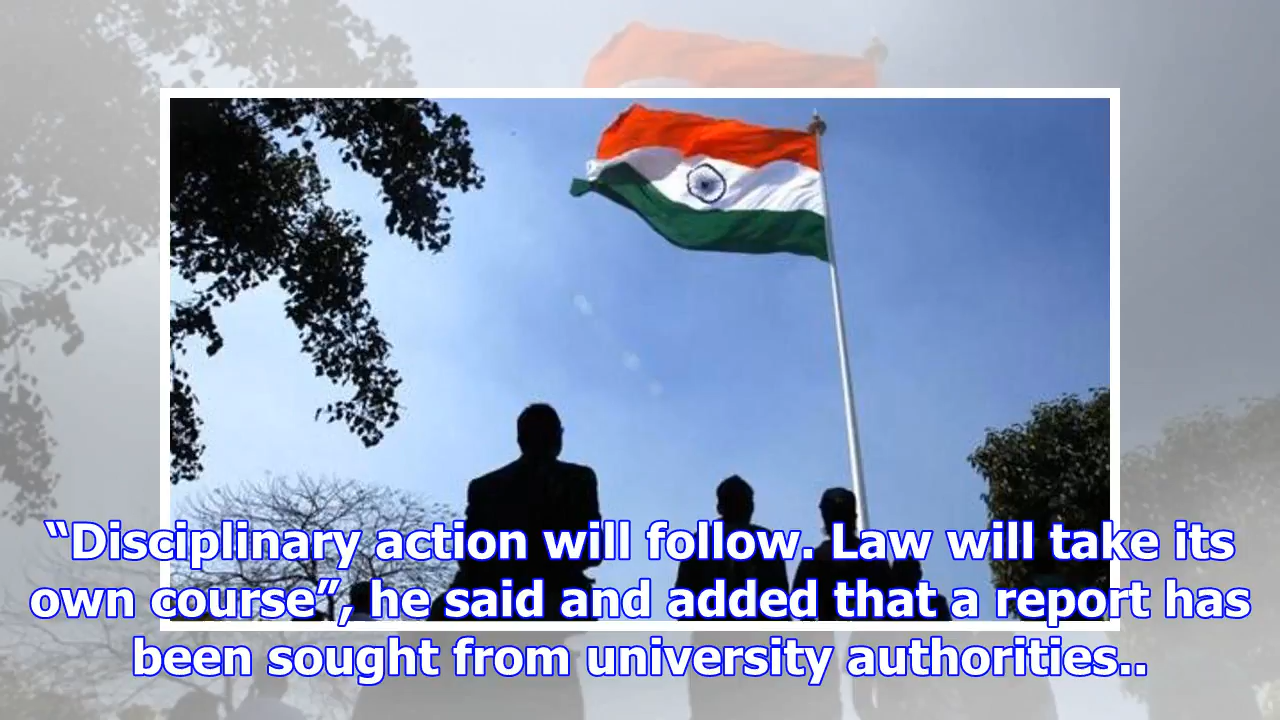 “Disciplinary action will follow. Law will take its
own course”, he said and added that a report has
been sought from university authorities..